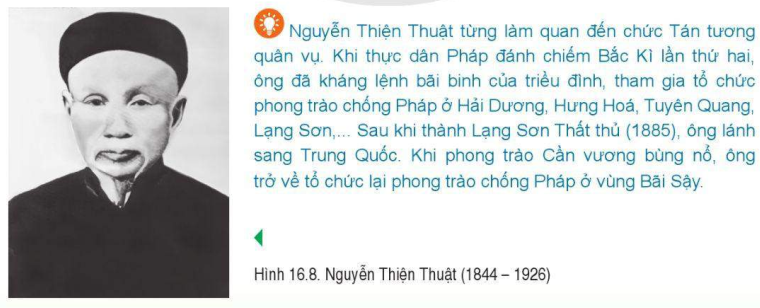 Nguyễn Thiện Thuật từng làm quan đến chức Tán tương
quân vụ. Khi thực dân Pháp đánh chiếm Bắc Kì lần thứ hai,
ông đã kháng lệnh bãi binh của triều đình, tham gia tổ chức
phong trào chống Pháp ở Hải Dương, Hưng Hoá, Tuyên Quang,
Lạng Sơn,... Sau khi thành Lạng Sơn Thất thủ (1885), ông lánh
sang Trung Quốc. Khi phong trào Cần vương bùng nổ, ông
trở về tổ chức lại phong trào chống Pháp ở vùng Bãi Sậy.
Hình 16.8. Nguyễn Thiện Thuật (1844 – 1926)